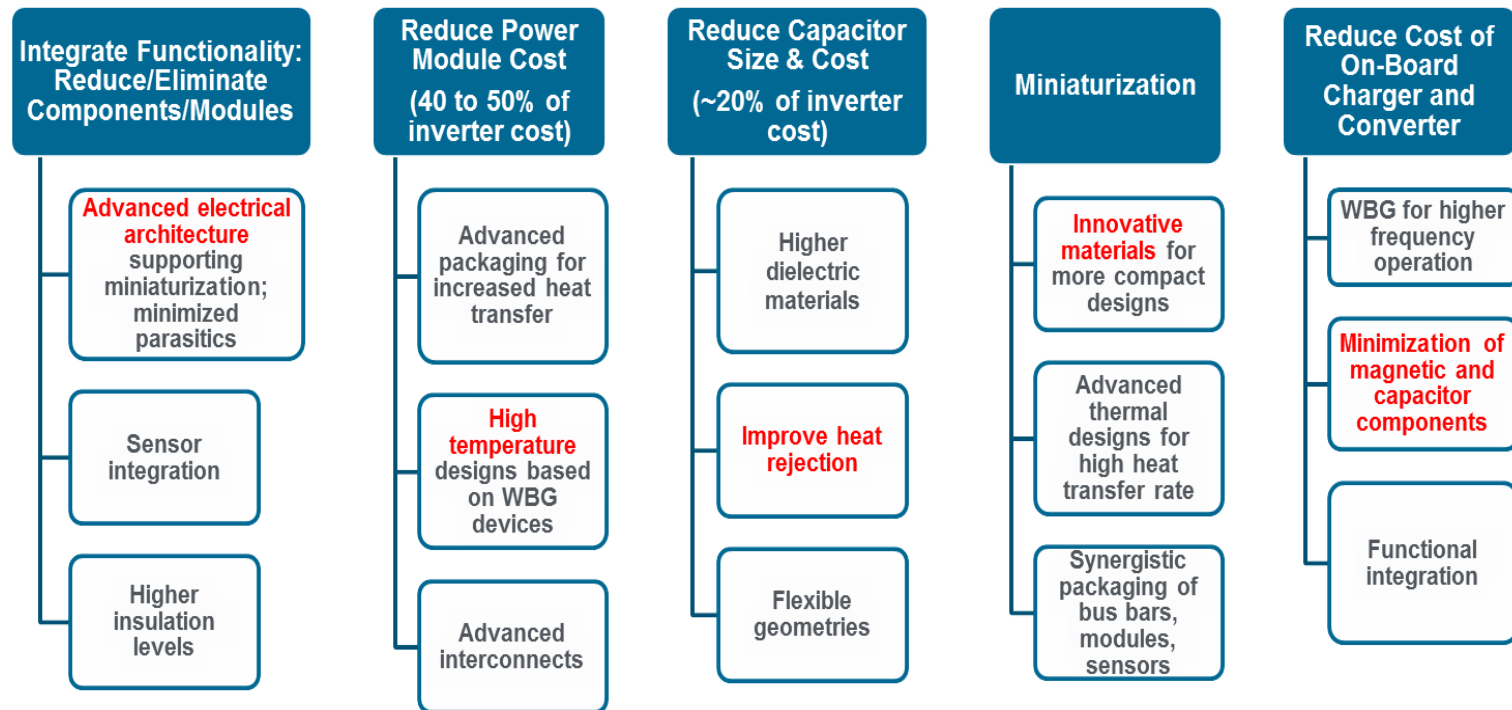 Integrate Functionality:
Reduce/Eliminate
Components/Modules
Advanced electrical
architecture
supporting
miniaturization;
minimized
parasitics
Sensor
integration
Higher
insulation
levels
Reduce Power
Module Cost
(40 to 50% of
inverter cost)
Advanced
packaging for
increased heat
transfer
High
temperature
designs based
on WBG
devices
Advanced
interconnects
Reduce Capacitor
Size & Cost
(~20% of inverter
cost)
Higher
dielectric
materials
Improve heat
rejection
Flexible
geometries
Miniaturization
Innovative
materials for
more compact
designs
Advanced
thermal
designs for
high heat
transfer rate
Synergistic
packaging of
bus bars,
modules,
sensors
Reduce Cost of
On-Board
Charger and
Converter
WBG for higher
frequency
operation
Minimization of
magnetic and
capacitor
components
Functional
integration